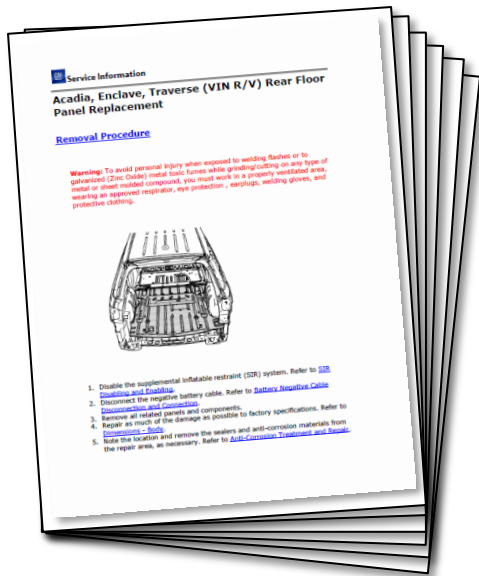 GM Service Information
Acadia, Enclave, Traverse (VIN R/V) Rear Floor
Panel Replacement
Removal Procedure
Warning: To avoid personal injury when exposed to welding flashes or to
galvanized (Zinc Oxide) metal toxic fumes while grinding/cutting on any type of
metal or sheet molded compound, you must work in a properly ventilated area,
wearing an approved respirator, eye protection , earplugs, welding gloves, and
protective clothing.
1. Disable the supplemental inflatable restraint (SIR) system. Refer to SIR
Disabling and Enabling.
2. Disconnect the negative battery cable. Refer to Battery Negative Cable
Disconnection and Connection.
3. Remove all related panels and components.
4. Repair as much of the damage as possible to factory specifications. Refer to
Dimensions - Body.
5. Note the location and remove the sealers and anti-corrosion materials from
the repair area, as necessary. Refer to Anti-Corrosion Treatment and Repair.